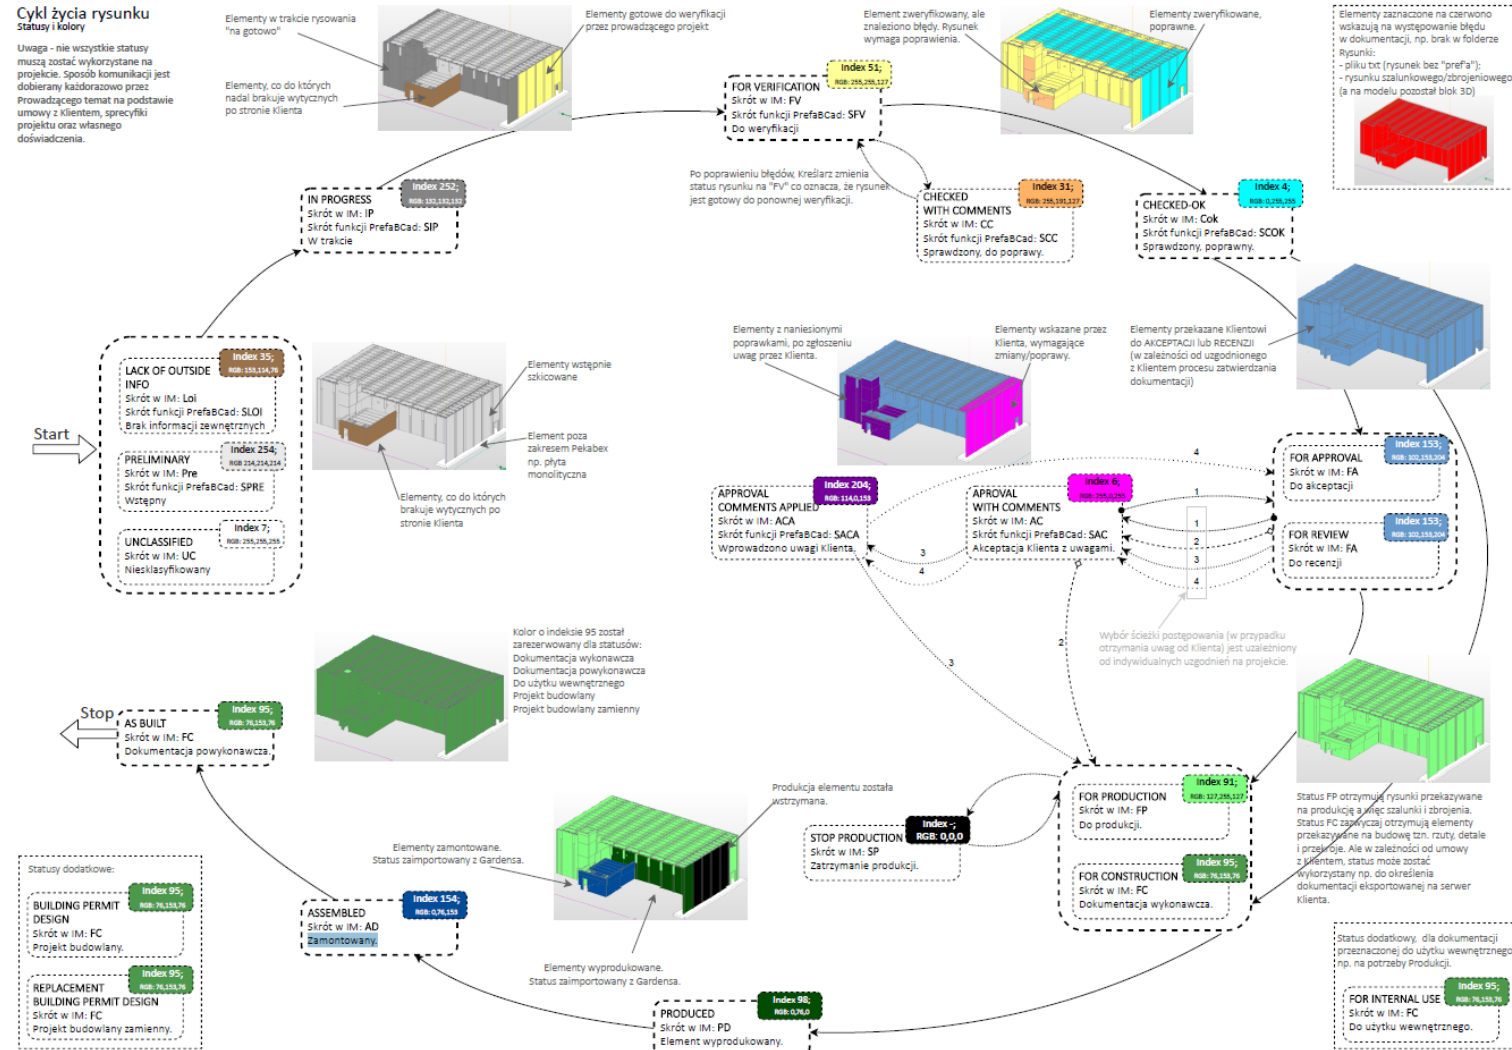 Cykl życia rysunku
Statusy i kolory
Uwaga - nie wszystkie statusy
muszą zostać wykorzystane na
projekcie. Sposób komunikacji jest
dobierany każdorazowo przez
Prowadzącego temat na podstawie
umowy z Klientem, sprecyfiki
projektu oraz własnego
doświadczenia.
Elementy w trakcie rysowania
"na gotowo"
Elementy, co do których
nadal brakuje wytycznych
po stronie Klienta
Elementy gotowe do weryfikacji
przez prowadzącego projekt
Index 51;
RGB: 255,255,127
FOR VERIFICATION
Skrót w IM: FV
Skrót funkcji PrefaBCad: SFV
Do weryfikacji
Element zweryfikowany, ale
znaleziono błędy. Rysunek
wymaga poprawienia.
Elementy zweryfikowane,
poprawne.
Elementy zaznaczone na czerwono
wskazują na występowanie błędu
w dokumentacji, np. brak w folderze
Rysunki:
- pliku txt (rysunek bez "prefa");
- rysunku szalunkowego/zbrojeniowego
(a na modelu pozostał blok 3D)
Po poprawieniu błędów, Kreślarz zmienia
status rysunku na "FV" co oznacza, że rysunek
jest gotowy do ponownej weryfikacji.
Index 252;
RGB: 132,132,132
IN PROGRESS
Skrót w IM: IP
Skrót funkcji PrefaBCad: SIP
W trakcie
Index 31;
RGB: 255,191,127
CHECKED
WITH COMMENTS
Skrót w IM: CC
Skrót funkcji PrefaBCad: SCC
Sprawdzony, do poprawy.
Index 4;
RGB: 0,255,255
CHECKED-OK
Skrót w IM: Cok
Skrót funkcji PrefaBCad: SCOK
Sprawdzony, poprawny.
Start
Index 35;
RGB: 153,114,76
LACK OF OUTSIDE
INFO
Skrót w IM: Loi
Skrót funkcji PrefaBCad: SLOI
Brak informacji zewnętrznych
Index 254;
RGB 214,214,214
PRELIMINARY
Skrót w IM: Pre
Skrót funkcji PrefaBCad: SPRE
Wstępny
Index 7;
RGB: 255,255,255
UNCLASSIFIED
Skrót w IM: UC
Niesklasyfikowany
Elementy wstępnie
szkicowane
Element poza
zakresem Pekabex
np. płyta
monolityczna
Elementy, co do których
brakuje wytycznych po
stronie Klienta
Elementy z naniesionymi
poprawkami, po zgłoszeniu
uwag przez Klienta.
Elementy wskazane przez
Klienta, wymagające
zmiany/poprawy.
Elementy przekazane Klientowi
do AKCEPTACJI lub RECENZJI
(w zależności od uzgodnionego
z Klientem procesu zatwierdzania
dokumentacji)
Index 204;
RGB: 114,0,153
APPROVAL
COMMENTS APPLIED
Skrót w IM: ACA
Skrót funkcji PrefaBCad: SACA
Wprowadzono uwagi Klienta.
Index 6;
RGB: 255,0,255
APROVAL
WITH COMMENTS
Skrót w IM: AC
Skrót funkcji PrefaBCad: SAC
Akceptacja Klienta z uwagami.
Index 153;
RGB: 102,153,204
FOR APPROVAL
Skrót w IM: FA
Do akceptacji
Index 153;
RGB: 102,153,204
FOR REVIEW
Skrót w IM: FA
Do recenzji
4
1
1
2
3
4
3
4
2
3
Wybór ścieżki postępowania (w przypadku
otrzymania uwag od Klienta) jest uzależniony
od indywidualnych uzgodnień na projekcie.
Kolor o indeksie 95 został
zarezerwowany dla statusów:
Dokumentacja wykonawcza
Dokumentacja powykonawcza
Do użytku wewnętrznego
Projekt budowlany
Projekt budowlany zamienny
Stop
Index 95;
RGB: 76,153,76
AS BUILT
Skrót w IM: FC
Dokumentacja powykonawcza.
Produkcja elementu została
wstrzymana.
Elementy zamontowane.
Status zaimportowany z Gardensa.
Elementy wyprodukowane.
Status zaimportowany z Gardensa.
Index -;
RGB: 0,0,0
STOP PRODUCTION
Skrót w IM: SP
Zatrzymanie produkcji.
Index 91;
RGB: 127,255,127
FOR PRODUCTION
Skrót w IM: FP
Do produkcji.
Index 95;
RGB: 76,153,76
FOR CONSTRUCTION
Skrót w IM: FC
Dokumentacja wykonawcza.
Status FP otrzymują rysunki przekazywane
na produkcję a więc szalunki i zbrojenia.
Status FC zazwyczaj otrzymują elementy
przekazywane na budowę tzn. rzuty, detale
i przekroje. Ale w zależności od umowy
z Klientem, status może zostać
wykorzystany np. do określenia
dokumentacji eksportowanej na serwer
Klienta.
Statusy dodatkowe:
Index 95;
RGB: 76,153,76
BUILDING PERMIT
DESIGN
Skrót w IM: FC
Projekt budowlany.
Index 95;
RGB: 76,153,76
REPLACEMENT
BUILDING PERMIT DESIGN
Skrót w IM: FC
Projekt budowlany zamienny.
Index 154;
RGB: 0,76,153
ASSEMBLED
Skrót w IM: AD
Zamontowany.
Index 98;
RGB: 0,76,0
PRODUCED
Skrót w IM: PD
Element wyprodukowany.
Status dodatkowy, dla dokumentacji
przeznaczonej do użytku wewnętrznego
np. na potrzeby Produkcji.
Index 95;
RGB: 76,153,76
FOR INTERNAL USE
Skrót w IM: FC
Do użytku wewnętrznego.